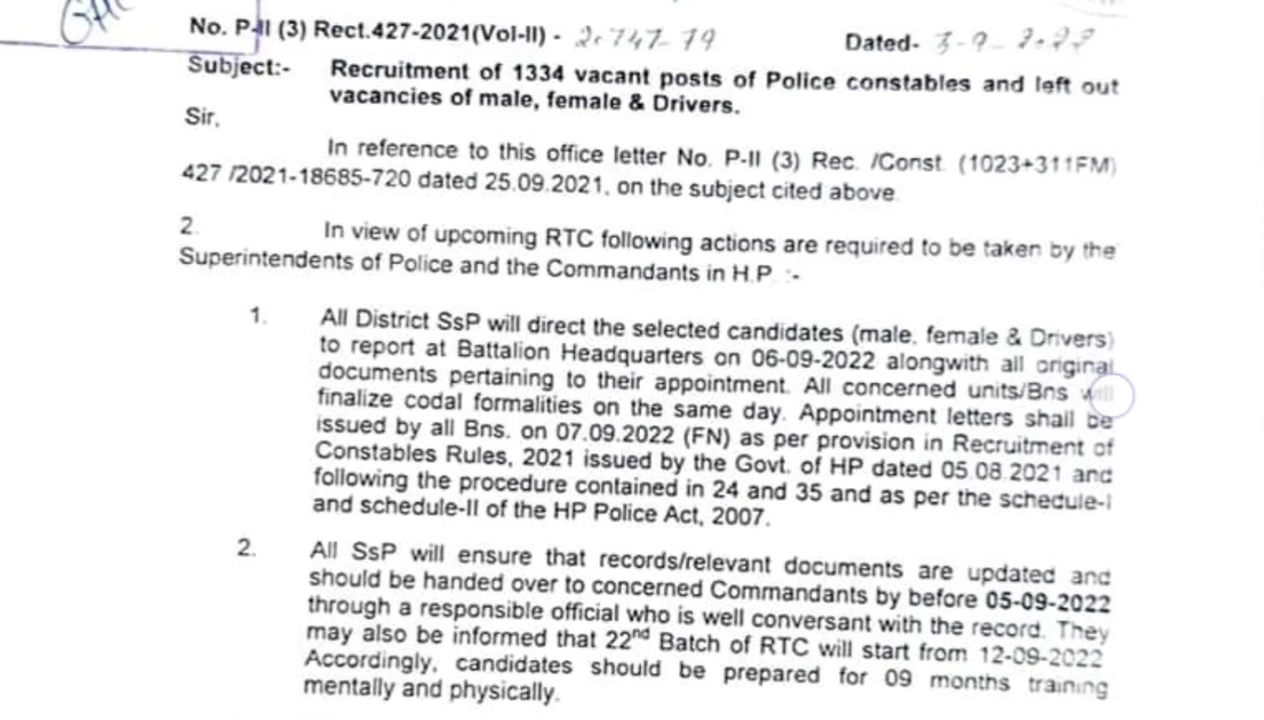 No. P-II (3) Rect.427-2021(Vol-II) - 2.747-79 Dated- 3-9-2022
Subject:- Recruitment of 1334 vacant posts of Police constables and left out
vacancies of male, female & Drivers.
Sir,
In reference to this office letter No. P-II (3) Rec. /Const. (1023+311FM)
427 /2021-18685-720 dated 25.09.2021, on the subject cited above
2. In view of upcoming RTC following actions are required to be taken by the
Superintendents of Police and the Commandants in H.P. :-
1. All District SsP will direct the selected candidates (male, female & Drivers)
to report at Battalion Headquarters on 06-09-2022 alongwith all original
documents pertaining to their appointment. All concerned units/Bns will
finalize codal formalities on the same day. Appointment letters shall be
issued by all Bns. on 07.09.2022 (FN) as per provision in Recruitment of
Constables Rules, 2021 issued by the Govt. of HP dated 05.08.2021 and
following the procedure contained in 24 and 35 and as per the schedule-I
and schedule-II of the HP Police Act, 2007.
2. All SsP will ensure that records/relevant documents are updated and
should be handed over to concerned Commandants by before 05-09-2022
through a responsible official who is well conversant with the record. They
may also be informed that 22nd Batch of RTC will start from 12-09-2022
Accordingly, candidates should be prepared for 09 months training
mentally and physically.